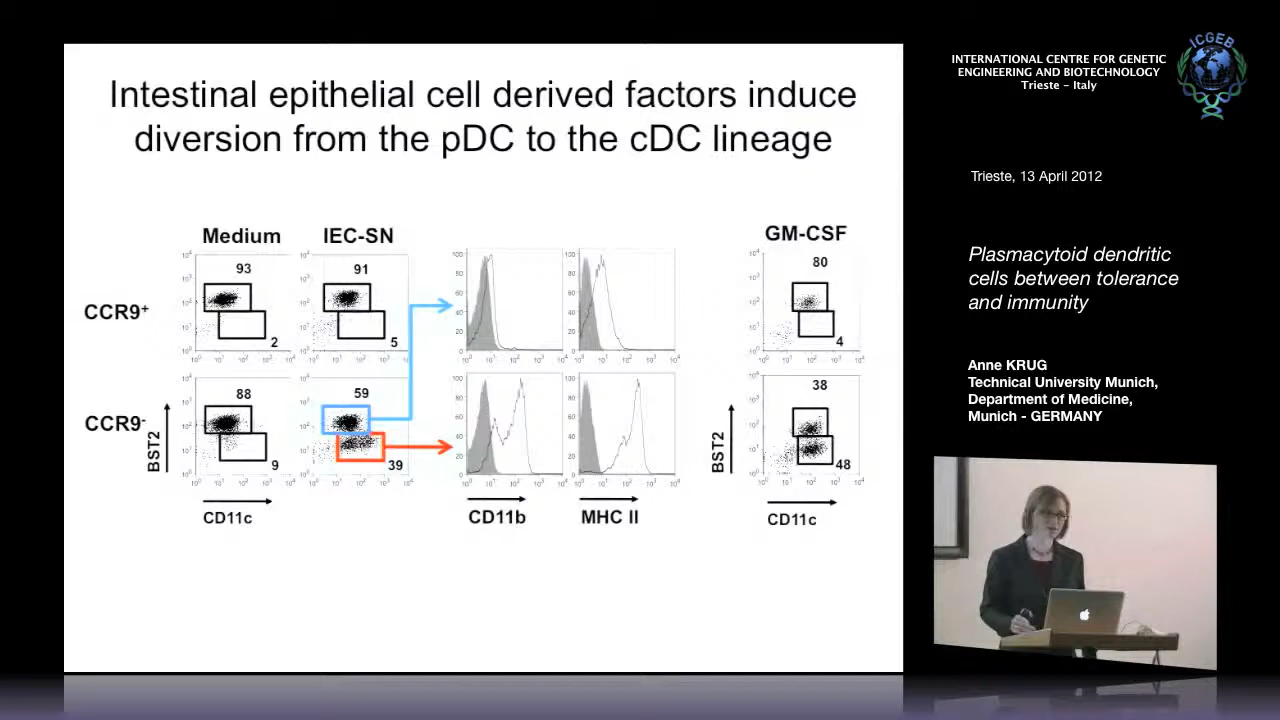 Intestinal epithelial cell derived factors induce
diversion from the pDC to the cDC lineage
Medium
IEC-SN
GM-CSF
CCR9+
93
2
91
5
80
4
CCR9-
88
9
59
39
38
48
BST2
BST2
CD11c
CD11b
MHC II
CD11c
INTERNATIONAL CENTRE FOR GENETIC
ENGINEERING AND BIOTECHNOLOGY
Trieste - Italy
ICGEB
Trieste, 13 April 2012
Plasmacytoid dendritic
cells between tolerance
and immunity
Anne KRUG
Technical University Munich,
Department of Medicine,
Munich - GERMANY